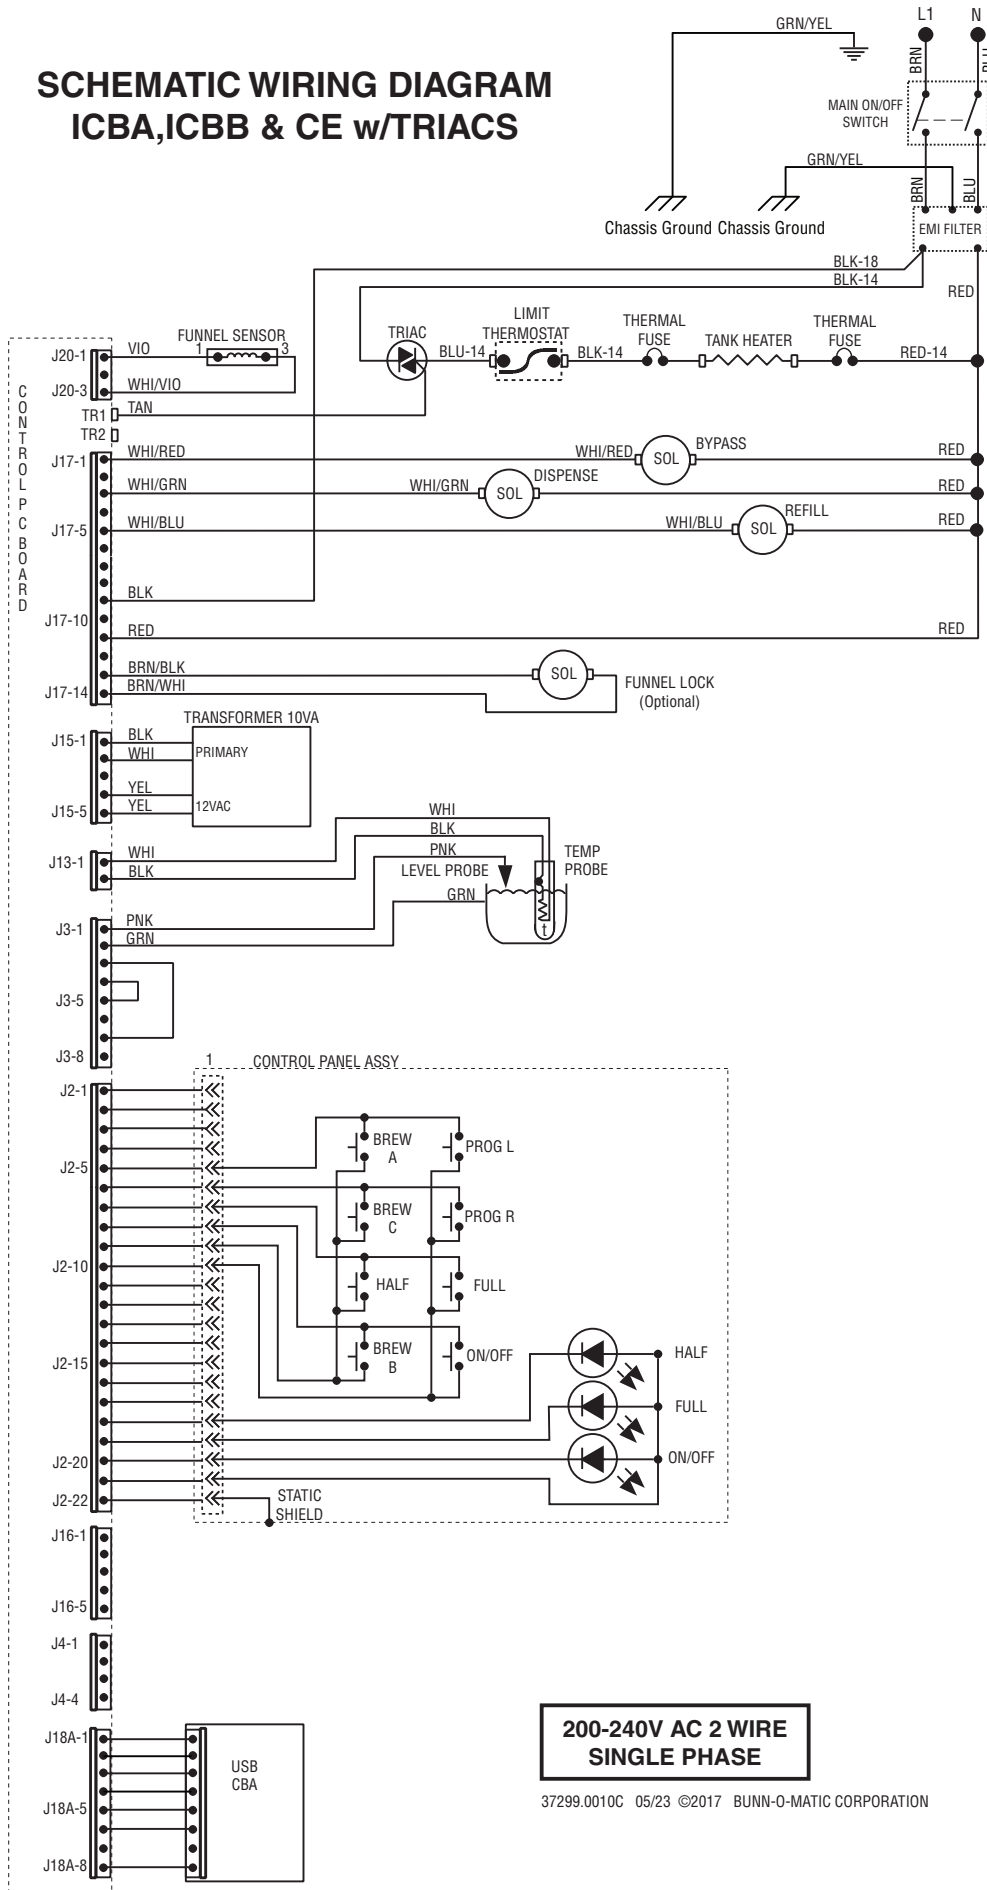 SCHEMATIC WIRING DIAGRAM
ICBA,ICBB & CE w/TRIACS
GRN/YEL
L1
N
BRN
BLU
MAIN ON/OFF
SWITCH
GRN/YEL
BRN
BLU
Chassis Ground
Chassis Ground
EMI FILTER
BLK-18
BLK-14
RED
CONTROL PC BOARD
J20-1
VIO
FUNNEL SENSOR
1
3
J20-3
WHI/VIO
TRIAC
BLU-14
LIMIT
THERMOSTAT
BLK-14
THERMAL
FUSE
TANK HEATER
THERMAL
FUSE
RED-14
TR1
TAN
TR2
J17-1
WHI/RED
WHI/RED
SOL
BYPASS
RED
WHI/GRN
WHI/GRN
SOL
DISPENSE
RED
J17-5
WHI/BLU
WHI/BLU
SOL
REFILL
RED
BLK
J17-10
RED
RED
BRN/BLK
SOL
FUNNEL LOCK
(Optional)
J17-14
BRN/WHI
TRANSFORMER 10VA
J15-1
BLK
WHI
PRIMARY
YEL
J15-5
YEL
12VAC
WHI
BLK
PNK
LEVEL PROBE
GRN
TEMP
PROBE
t
J13-1
WHI
BLK
J3-1
PNK
GRN
J3-5
J3-8
1
CONTROL PANEL ASSY
J2-1
J2-5
BREW
A
PROG L
BREW
C
PROG R
J2-10
HALF
FULL
J2-15
BREW
B
ON/OFF
HALF
FULL
ON/OFF
J2-20
J2-22
STATIC
SHIELD
J16-1
J16-5
J4-1
J4-4
J18A-1
USB
CBA
J18A-5
J18A-8
200-240V AC 2 WIRE
SINGLE PHASE
37299.0010C 05/23 ©2017 BUNN-O-MATIC CORPORATION